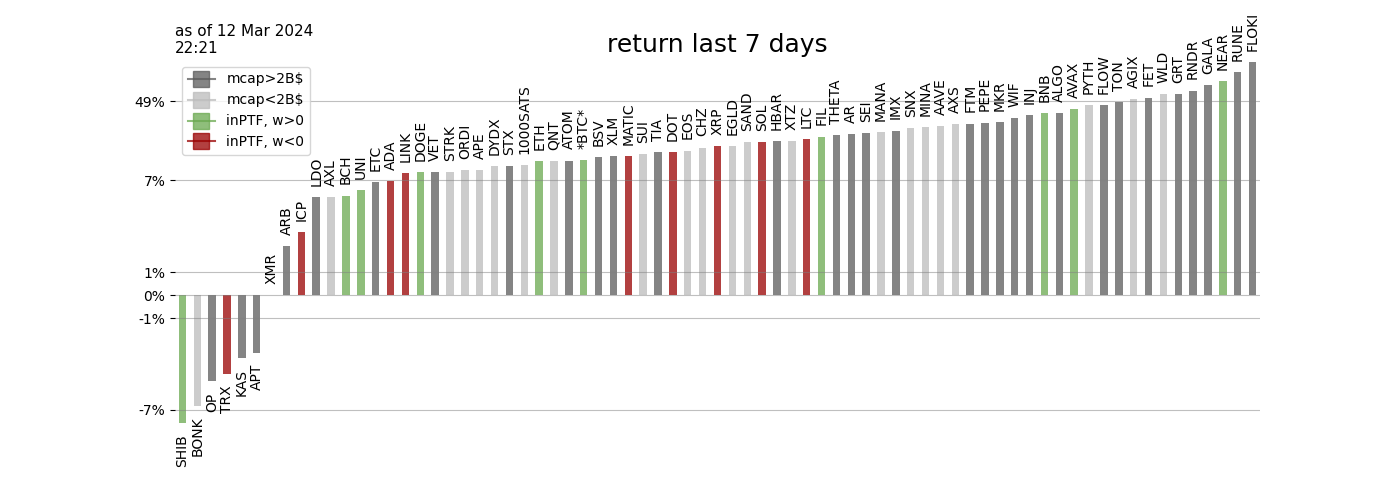 as of 12 Mar 2024
22:21
return last 7 days
mcap>2B$
mcap<2B$
inPTF, w>0
inPTF, w<0
49%
7%
1%
0%
-1%
-7%
SHIB
BONK
OP
TRX
KAS
APT
XMR
ARB
ICP
LDO
AXL
BCH
UNI
ETC
ADA
LINK
DOGE
VET
STRK
ORDI
APE
DYDX
STX
1000SATS
ETH
QNT
ATOM
*BTC*
BSV
XLM
MATIC
SUI
TIA
DOT
EOS
CHZ
XRP
EGLD
SAND
SOL
HBAR
XTZ
LTC
FIL
THETA
AR
SEI
MANA
IMX
SNX
MINA
AAVE
AXS
FTM
PEPE
MKR
WIF
INJ
BNB
ALGO
AVAX
PYTH
FLOW
TON
AGIX
FET
WLD
GRT
RNDR
GALA
NEAR
RUNE
FLOKI